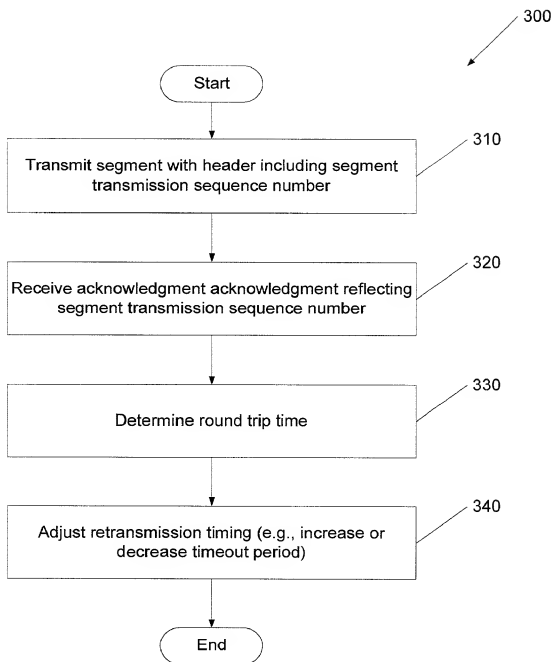 300
Start
310
Transmit segment with header including segment
transmission sequence number
320
Receive acknowledgment acknowledgment reflecting
segment transmission sequence number
330
Determine round trip time
340
Adjust retransmission timing (e.g., increase or
decrease timeout period)
End